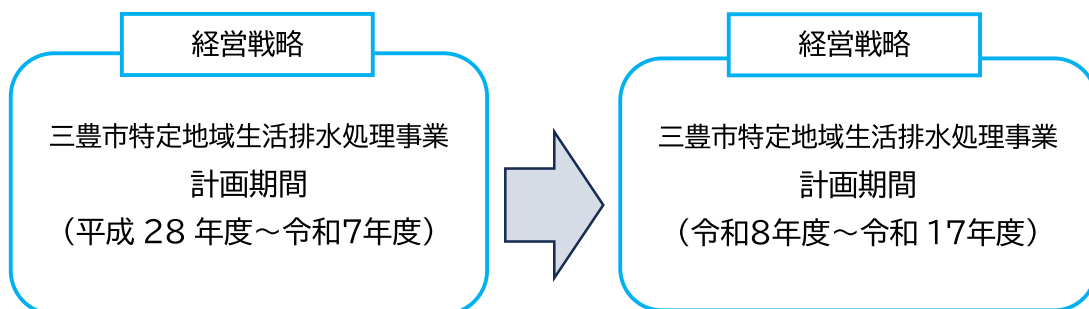 経営戦略
三豊市特定地域生活排水処理事業
計画期間
（平成 28 年度～令和7年度）
経営戦略
三豊市特定地域生活排水処理事業
計画期間
（令和8年度～令和 17年度）